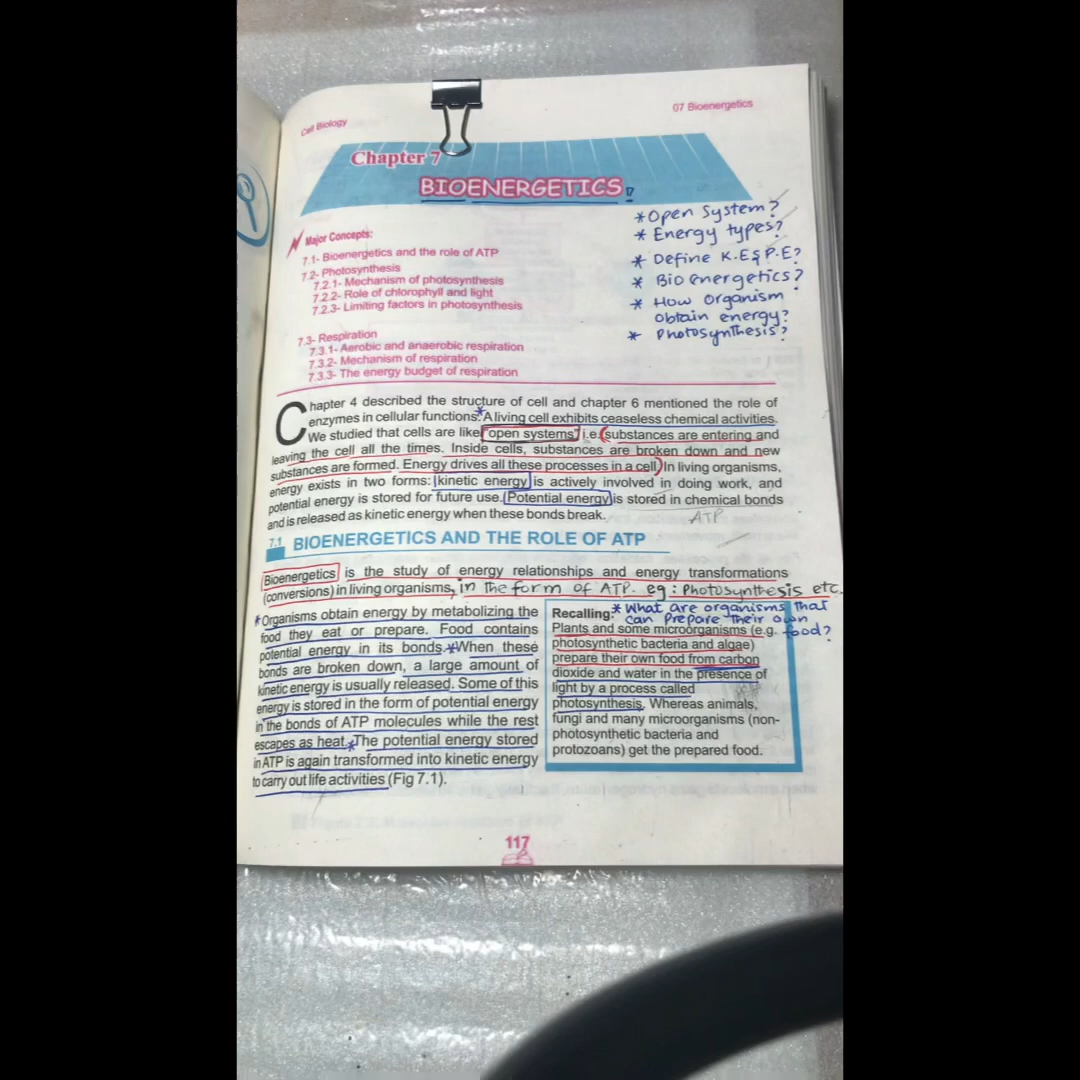 Cell Biology
07 Bioenergetics
Chapter 7
BIOENERGETICS
Major Concepts:
7.1- Bioenergetics and the role of ATP
7.2- Photosynthesis
7.2.1- Mechanism of photosynthesis
7.2.2- Role of chlorophyll and light
7.2.3- Limiting factors in photosynthesis
7.3- Respiration
7.3.1- Aerobic and anaerobic respiration
7.3.2- Mechanism of respiration
7.3.3- The energy budget of respiration
* Open System?
* Energy types?
* Define K.E & P.E?
* Bio energetics?
* How Organism
obtain energy?
* Photosynthesis?
Chapter 4 described the structure of cell and chapter 6 mentioned the role of
enzymes in cellular functions.* A living cell exhibits ceaseless chemical activities.
We studied that cells are like "open systems" i.e. (substances are entering and
leaving the cell all the times. Inside cells, substances are broken down and new
substances are formed. Energy drives all these processes in a cell.) In living organisms,
energy exists in two forms: kinetic energy is actively involved in doing work, and
potential energy is stored for future use. Potential energy is stored in chemical bonds
and is released as kinetic energy when these bonds break.
ATP
7.1 BIOENERGETICS AND THE ROLE OF ATP
Bioenergetics is the study of energy relationships and energy transformations
(conversions) in living organisms, in the form of ATP. eg: Photosynthesis etc.
*Organisms obtain energy by metabolizing the
food they eat or prepare. Food contains
potential energy in its bonds.*When these
bonds are broken down, a large amount of
kinetic energy is usually released. Some of this
energy is stored in the form of potential energy
in the bonds of ATP molecules while the rest
escapes as heat.*The potential energy stored
in ATP is again transformed into kinetic energy
to carry out life activities (Fig 7.1).
Recalling: * What are organisms that
can prepare their own
food?
Plants and some microorganisms (e.g.
photosynthetic bacteria and algae)
prepare their own food from carbon
dioxide and water in the presence of
light by a process called
photosynthesis. Whereas animals,
fungi and many microorganisms (non-
photosynthetic bacteria and
protozoans) get the prepared food.
117